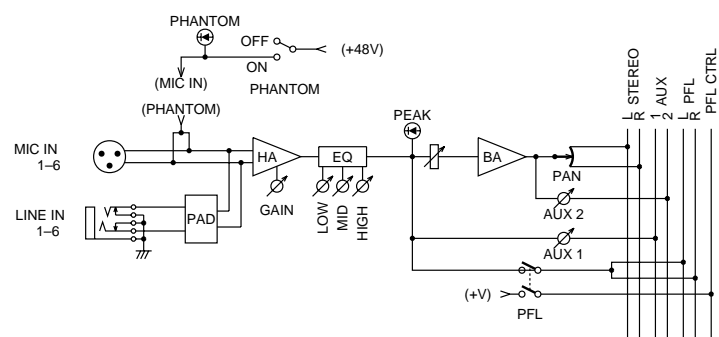 PHANTOM
OFF
(+48V)
ON
(MIC IN)
PHANTOM
(PHANTOM)
MIC IN
1–6
HA
GAIN
EQ
LOW
MID
HIGH
PEAK
BA
PAN
LINE IN
1–6
PAD
AUX 2
AUX 1
(+V)
PFL
L
R
STEREO
1
2
AUX
L
R
PFL
PFL CTRL